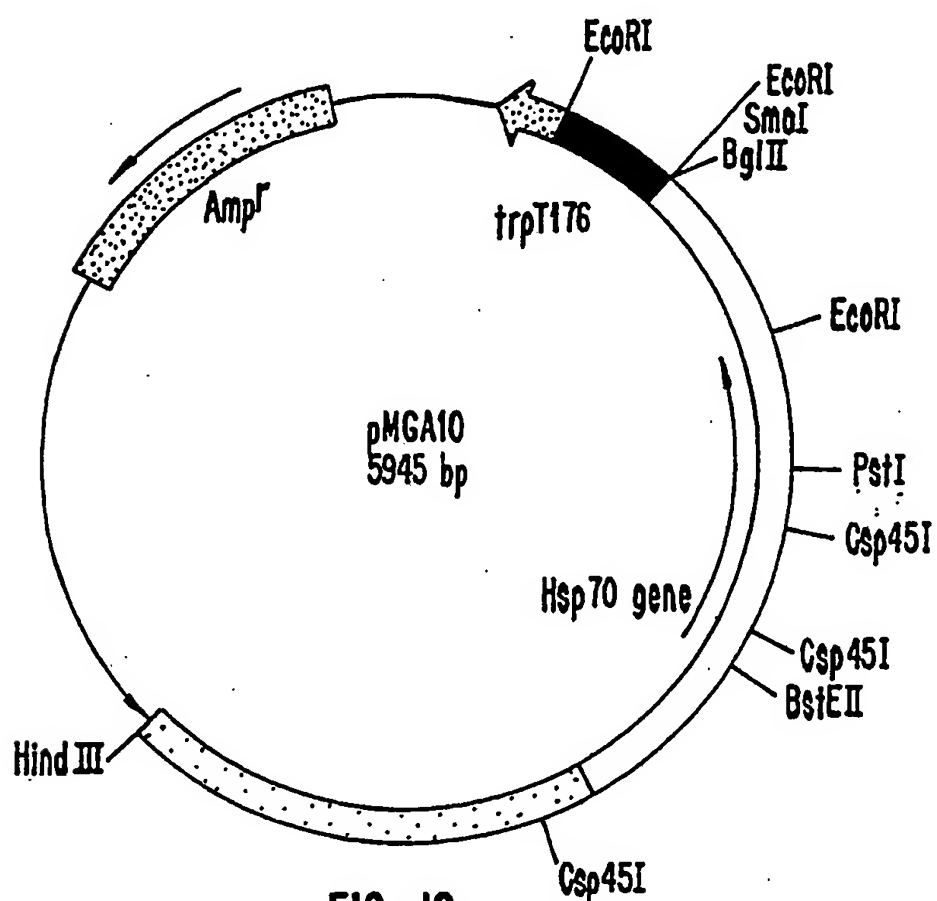 EcoRI
EcoRI
SmaI
BglII
Ampr
trpT176
EcoRI
pMGA10
5945 bp
PstI
Csp45I
Hsp70 gene
Csp45I
BstEII
Hind III
Csp45I